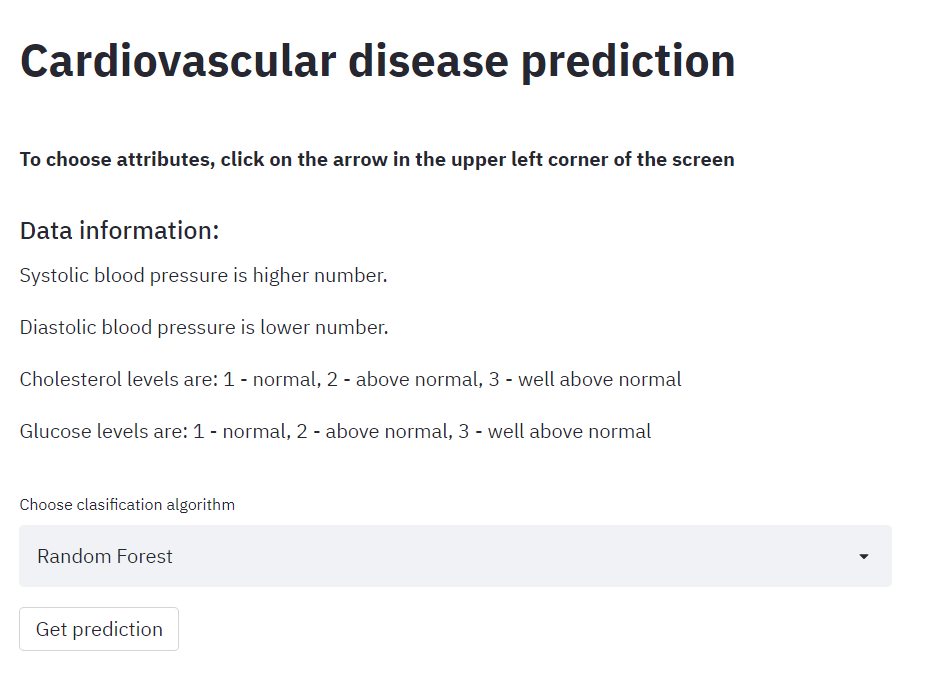 Cardiovascular disease prediction
To choose attributes, click on the arrow in the upper left corner of the screen
Data information:
Systolic blood pressure is higher number.
Diastolic blood pressure is lower number.
Cholesterol levels are: 1 - normal, 2 - above normal, 3 - well above normal
Glucose levels are: 1 - normal, 2 - above normal, 3 - well above normal
Choose clasification algorithm
Random Forest
Get prediction